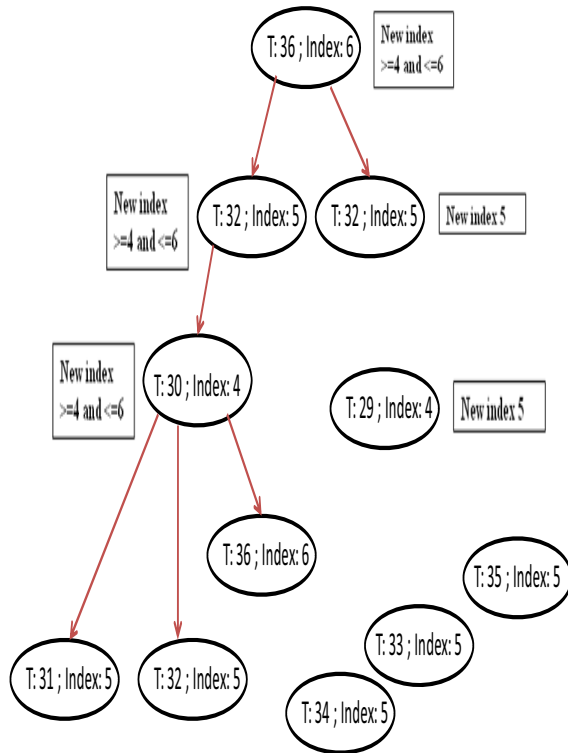 T: 36 ; Index: 6
New index
>=4 and <=6
New index
>=4 and <=6
T: 32 ; Index: 5
T: 32 ; Index: 5
New index 5
New index
>=4 and <=6
T: 30 ; Index: 4
T: 29 ; Index: 4
New index 5
T: 36 ; Index: 6
T: 35 ; Index: 5
T: 33 ; Index: 5
T: 31 ; Index: 5
T: 32 ; Index: 5
T: 34 ; Index: 5